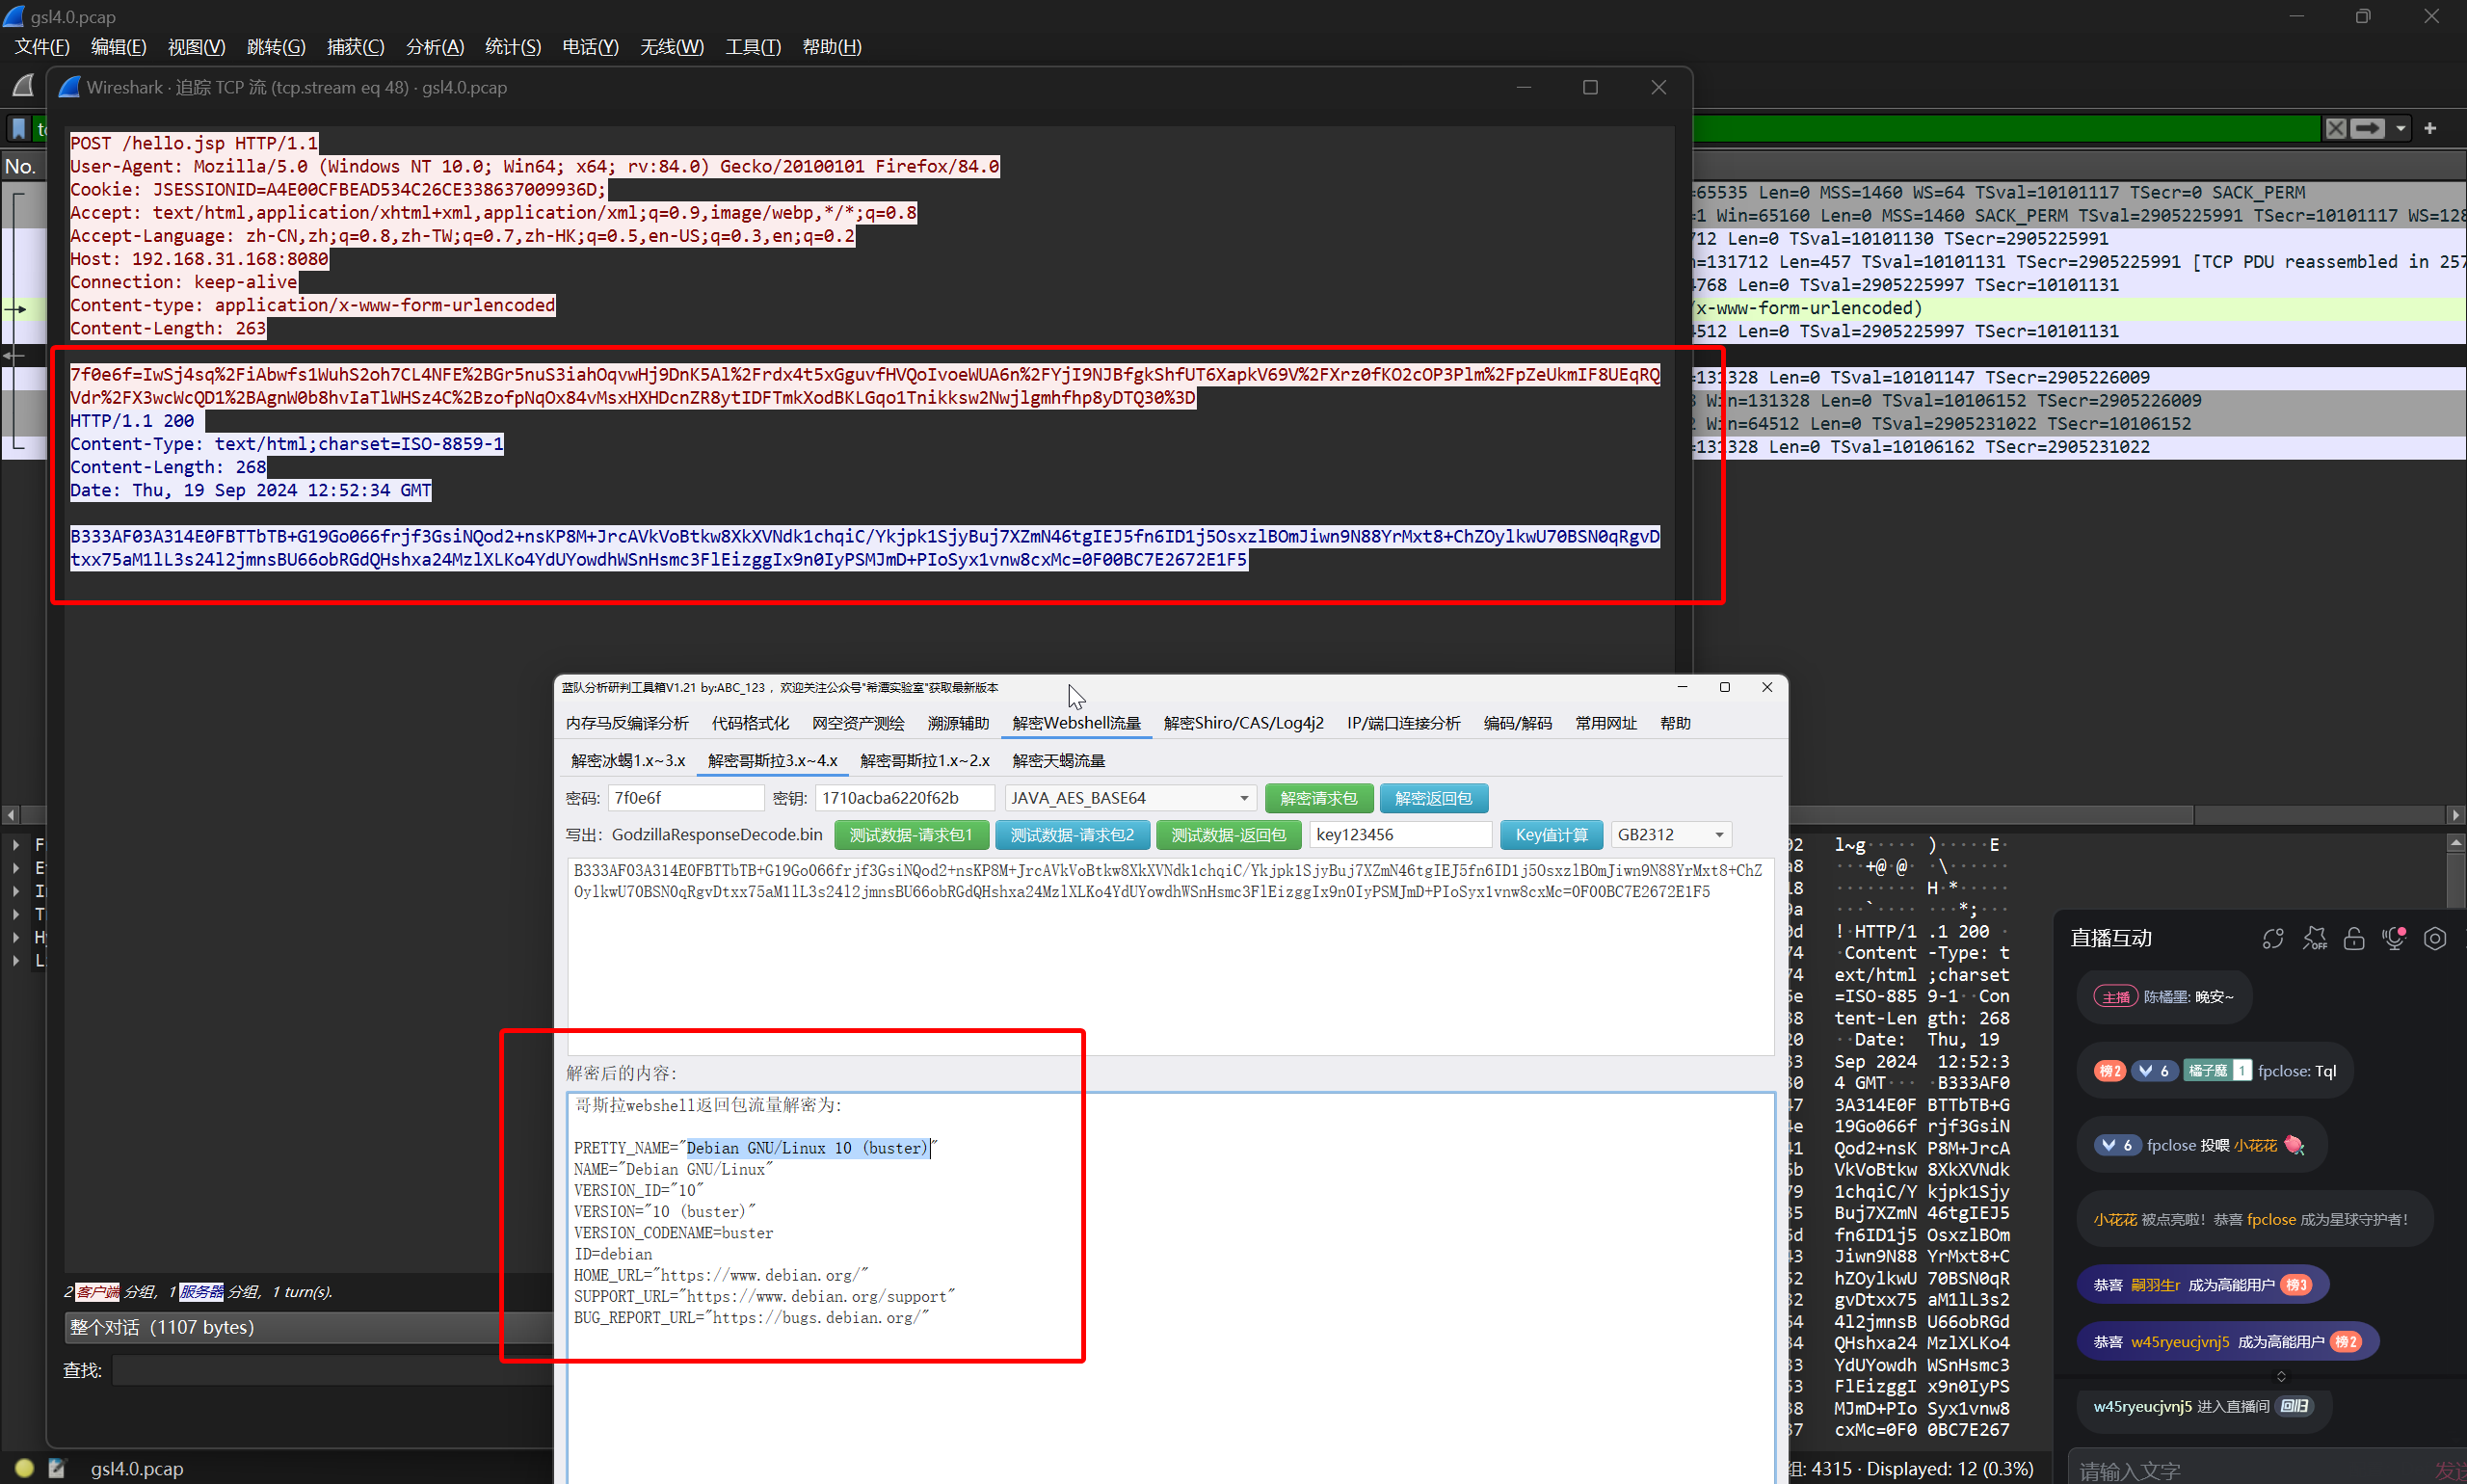 gsl4.0.pcap
文件(F) 编辑(E) 视图(V) 跳转(G) 捕获(C) 分析(A) 统计(S) 电话(Y) 无线(W) 工具(T) 帮助(H)
Wireshark · 追踪 TCP 流 (tcp.stream eq 48) · gsl4.0.pcap
No.
POST /hello.jsp HTTP/1.1
User-Agent: Mozilla/5.0 (Windows NT 10.0; Win64; x64; rv:84.0) Gecko/20100101 Firefox/84.0
Cookie: JSESSIONID=A4E00CFBEAD534C26CE338637009936D;
Accept: text/html,application/xhtml+xml,application/xml;q=0.9,image/webp,*/*;q=0.8
Accept-Language: zh-CN,zh;q=0.8,zh-TW;q=0.7,zh-HK;q=0.5,en-US;q=0.3,en;q=0.2
Host: 192.168.31.168:8080
Connection: keep-alive
Content-type: application/x-www-form-urlencoded
Content-Length: 263
7f0e6f=IwSj4sq%2FiAbwfs1WuhS2oh7CL4NFE%2BGr5nuS3iahOqvwHj9DnK5Al%2Frdx4t5xGguvfHVQoIvoeWUA6n%2FYjI9NJBfgkShfUT6XapkV69V%2FXrz0fKO2cOP3Plm%2FpZeUkmIF8UEqRQ
Vdr%2FX3wcWcQD1%2BAgnW0b8hvIaTlWHSz4C%2BzofpNqOx84vMsxHXHDcnZR8ytIDFTmkXodBKLGqo1Tnikksw2Nwjlgmhfhp8yDTQ30%3D
HTTP/1.1 200
Content-Type: text/html;charset=ISO-8859-1
Content-Length: 268
Date: Thu, 19 Sep 2024 12:52:34 GMT
B333AF03A314E0FBTTbTB+G19Go066frjf3GsiNQod2+nsKP8M+JrcAVkVoBtkw8XkXVNdk1chqiC/Ykjpk1SjyBuj7XZmN46tgIEJ5fn6ID1j5OsxzlBOmJiwn9N88YrMxt8+ChZOylkwU70BSN0qRgvD
txx75aM1lL3s24l2jmnsBU66obRGdQHshxa24MzlXLKo4YdUYowdhWSnHsmc3FlEizggIx9n0IyPSMJmD+PIoSyx1vnw8cxMc=0F00BC7E2672E1F5
=65535 Len=0 MSS=1460 WS=64 TSval=10101117 TSecr=0 SACK_PERM
=1 Win=65160 Len=0 MSS=1460 SACK_PERM TSval=2905225991 TSecr=10101117 WS=128
712 Len=0 TSval=10101130 TSecr=2905225991
n=131712 Len=457 TSval=10101131 TSecr=2905225991 [TCP PDU reassembled in 257
768 Len=0 TSval=2905225997 TSecr=10101131
/x-www-form-urlencoded)
512 Len=0 TSval=2905225997 TSecr=10101131
=131328 Len=0 TSval=10101147 TSecr=2905226009
Win=131328 Len=0 TSval=10106152 TSecr=2905226009
Win=64512 Len=0 TSval=2905231022 TSecr=10106152
=131328 Len=0 TSval=10106162 TSecr=2905231022
蓝队分析研判工具箱V1.21 by:ABC_123，欢迎关注公众号"希潭实验室"获取最新版本
内存马反编译分析 代码格式化 网空资产测绘 溯源辅助 解密Webshell流量 解密Shiro/CAS/Log4j2 IP/端口连接分析 编码/解码 常用网址 帮助
解密冰蝎1.x~3.x 解密哥斯拉3.x~4.x 解密哥斯拉1.x~2.x 解密天蝎流量
密码: 7f0e6f 密钥: 1710acba6220f62b JAVA_AES_BASE64 解密请求包 解密返回包
写出: GodzillaResponseDecode.bin 测试数据-请求包1 测试数据-请求包2 测试数据-返回包 key123456 Key值计算 GB2312
B333AF03A314E0FBTTbTB+G19Go066frjf3GsiNQod2+nsKP8M+JrcAVkVoBtkw8XkXVNdk1chqiC/Ykjpk1SjyBuj7XZmN46tgIEJ5fn6ID1j5OsxzlBOmJiwn9N88YrMxt8+ChZ
OylkwU70BSN0qRgvDtxx75aM1lL3s24l2jmnsBU66obRGdQHshxa24MzlXLKo4YdUYowdhWSnHsmc3FlEizggIx9n0IyPSMJmD+PIoSyx1vnw8cxMc=0F00BC7E2672E1F5
解密后的内容:
哥斯拉webshell返回包流量解密为:
PRETTY_NAME="Debian GNU/Linux 10 (buster)"
NAME="Debian GNU/Linux"
VERSION_ID="10"
VERSION="10 (buster)"
VERSION_CODENAME=buster
ID=debian
HOME_URL="https://www.debian.org/"
SUPPORT_URL="https://www.debian.org/support"
BUG_REPORT_URL="https://bugs.debian.org/"
2 客户端 分组, 1 服务器 分组, 1 turn(s).
整个对话 (1107 bytes)
查找:
l~g····· )·····E·
···+@·@· ·\······
········ H·*·····
···`···· ···*;···
!·HTTP/1 .1 200 ·
·Content -Type: t
ext/html ;charset
=ISO-885 9-1··Con
tent-Len gth: 268
··Date: Thu, 19
Sep 2024 12:52:3
4 GMT··· ·B333AF0
3A314E0F BTTbTB+G
19Go066f rjf3GsiN
Qod2+nsK P8M+JrcA
VkVoBtkw 8XkXVNdk
1chqiC/Y kjpk1Sjy
Buj7XZmN 46tgIEJ5
fn6ID1j5 OsxzlBOm
Jiwn9N88 YrMxt8+C
hZOylkwU 70BSN0qR
gvDtxx75 aM1lL3s2
4l2jmnsB U66obRGd
QHshxa24 MzlXLKo4
YdUYowdh WSnHsmc3
FlEizggI x9n0IyPS
MJmD+PIo Syx1vnw8
cxMc=0F0 0BC7E267
直播互动
主播 陈橘墨: 晚安~
榜2 6 橘子魔 1 fpclose: Tql
6 fpclose 投喂 小花花
小花花 被点亮啦！恭喜 fpclose 成为星球守护者！
恭喜 嗣羽生r 成为高能用户 榜3
恭喜 w45ryeucjvnj5 成为高能用户 榜2
w45ryeucjvnj5 进入直播间 回归
请输入文字 发送
gsl4.0.pcap
组: 4315 · Displayed: 12 (0.3%)